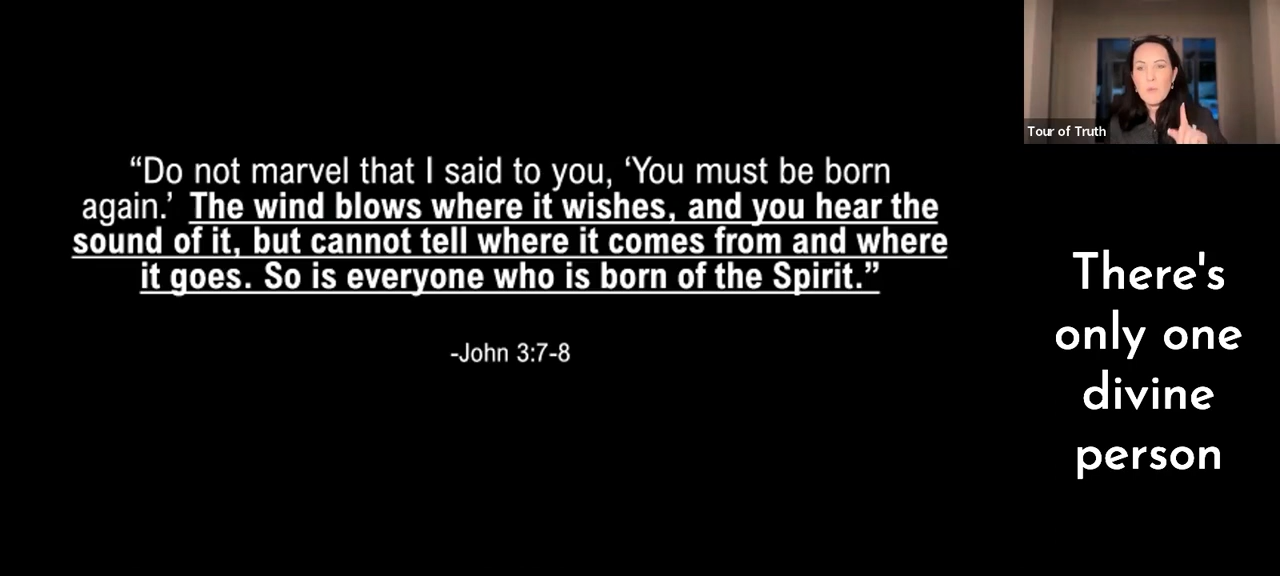 “Do not marvel that I said to you, ‘You must be born
again.’ The wind blows where it wishes, and you hear the
sound of it, but cannot tell where it comes from and where
it goes. So is everyone who is born of the Spirit.”
-John 3:7-8
Tour of Truth
There's
only one
divine
person